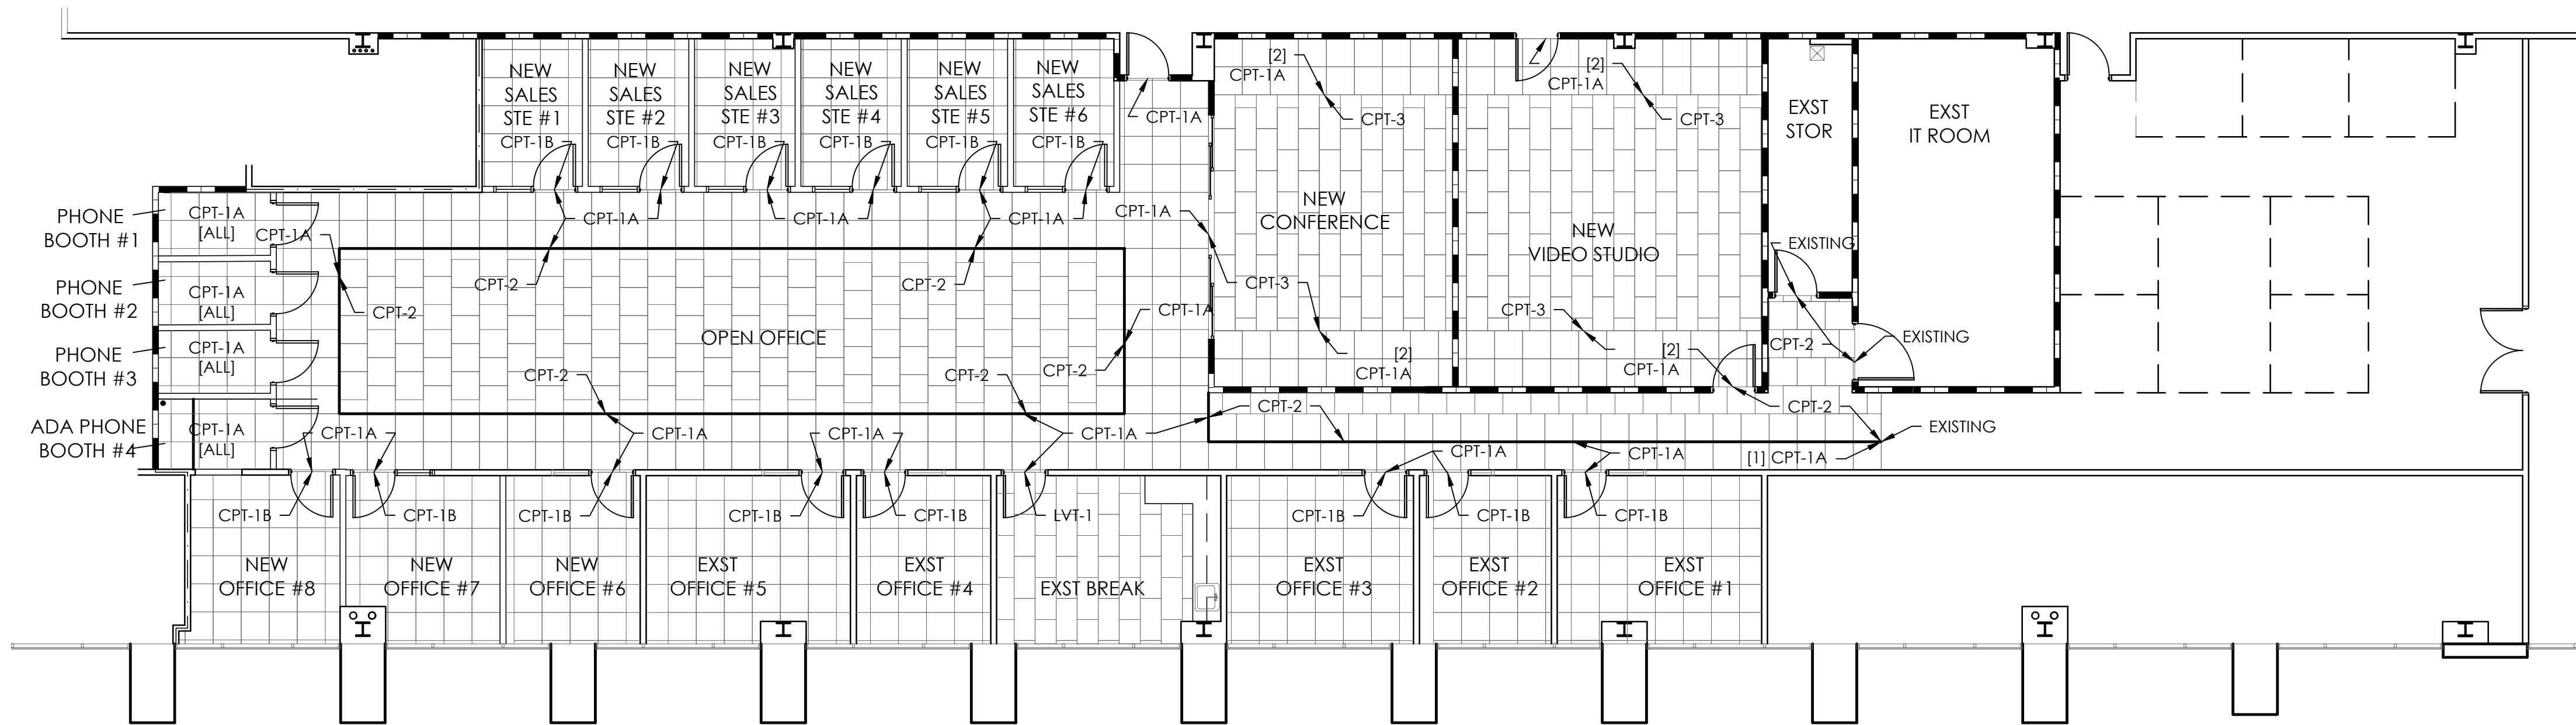 NEW
SALES
STE #1
CPT-1B
NEW
SALES
STE #2
CPT-1B
NEW
SALES
STE #3
CPT-1B
NEW
SALES
STE #4
CPT-1B
NEW
SALES
STE #5
CPT-1B
NEW
SALES
STE #6
CPT-1B
CPT-1A
[2]
CPT-1A
CPT-3
[2]
CPT-1A
CPT-3
EXST
STOR
EXST
IT ROOM
PHONE
BOOTH #1
CPT-1A
[ALL]
CPT-1A
CPT-1A
CPT-1A
CPT-1A
CPT-1A
NEW
CONFERENCE
NEW
VIDEO STUDIO
EXISTING
PHONE
BOOTH #2
CPT-1A
[ALL]
CPT-2
CPT-2
CPT-2
CPT-3
CPT-1A
CPT-3
PHONE
BOOTH #3
CPT-1A
[ALL]
OPEN OFFICE
EXISTING
CPT-2
CPT-2
CPT-2
CPT-2
[2]
CPT-1A
[2]
CPT-1A
ADA PHONE
BOOTH #4
CPT-1A
[ALL]
CPT-1A
CPT-1A
CPT-1A
CPT-1A
CPT-2
CPT-2
EXISTING
CPT-1A
CPT-1A
[1] CPT-1A
CPT-1B
CPT-1B
CPT-1B
CPT-1B
CPT-1B
LVT-1
CPT-1B
CPT-1B
CPT-1B
NEW
OFFICE #8
NEW
OFFICE #7
NEW
OFFICE #6
EXST
OFFICE #5
EXST
OFFICE #4
EXST BREAK
EXST
OFFICE #3
EXST
OFFICE #2
EXST
OFFICE #1